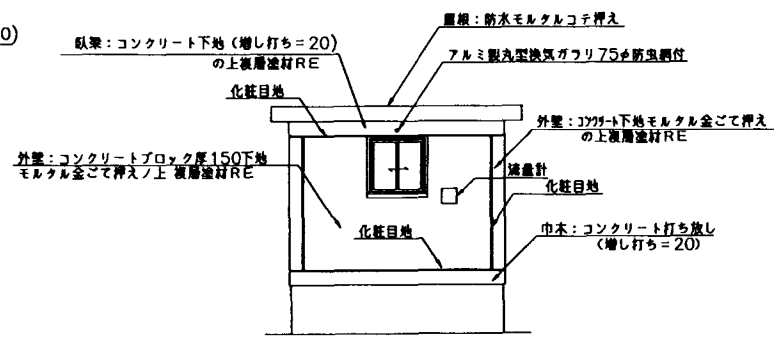 0)
屋根：防水モルタルコテ押え
臥梁：コンクリート下地（増し打ち＝20）
の上複層塗材RE
アルミ製丸型換気ガラリ75φ防虫網付
化粧目地
外壁：コンクリート下地モルタル金ごて押え
の上複層塗材RE
外壁：コンクリートブロック厚150下地
モルタル金ごて押えノ上 複層塗材RE
流量計
化粧目地
化粧目地
巾木：コンクリート打ち放し
（増し打ち＝20）